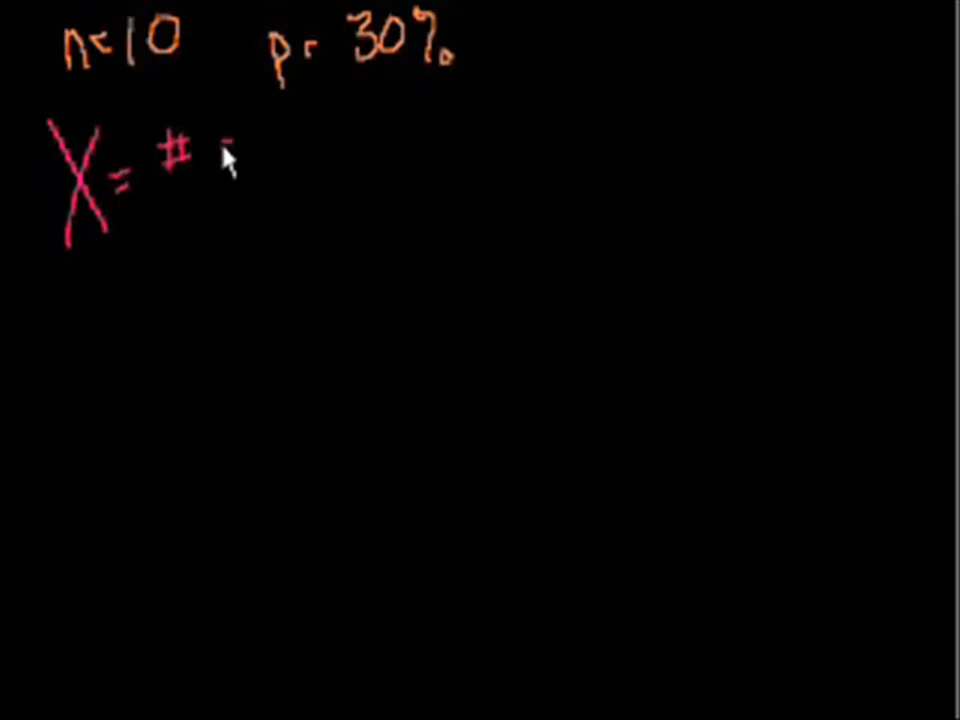 n=10 p= 30%
X= #